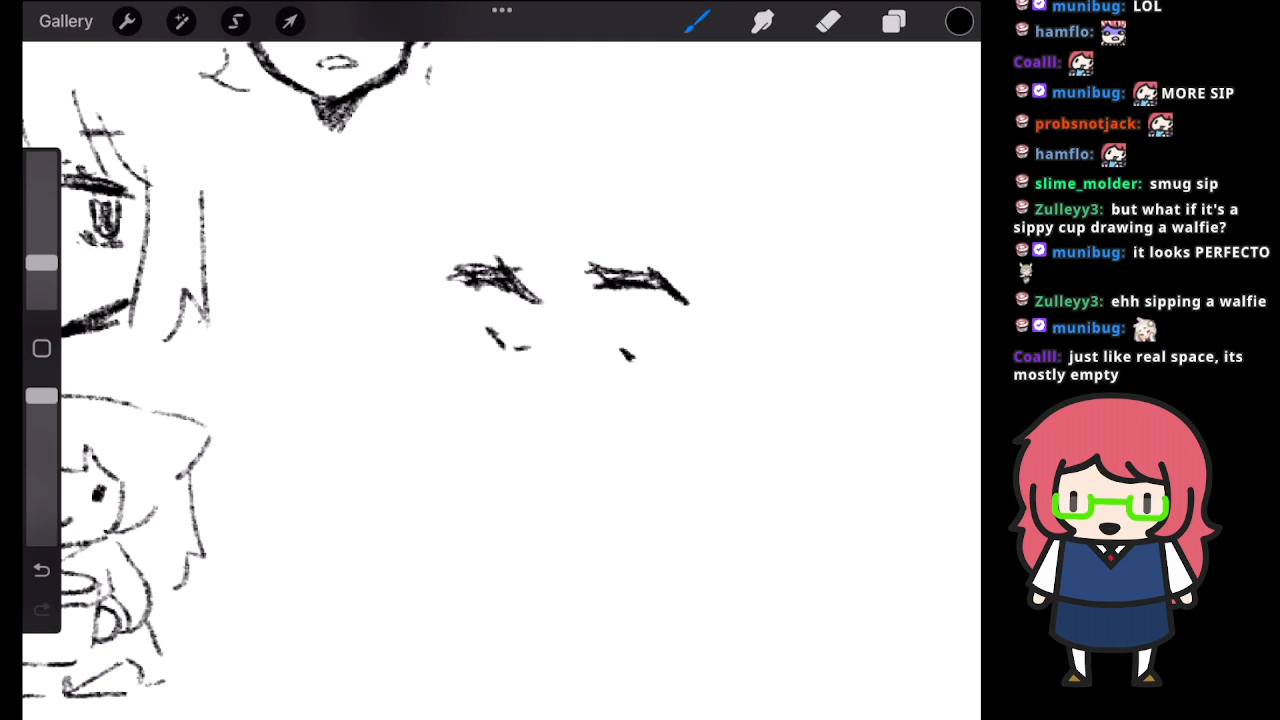 Gallery
munibug: LOL
hamflo:
Coalll:
munibug: MORE SIP
probsnotjack:
hamflo:
slime_molder: smug sip
Zulleyy3: but what if it's a
sippy cup drawing a walfie?
munibug: it looks PERFECTO
Zulleyy3: ehh sipping a walfie
munibug:
Coalll: just like real space, its
mostly empty